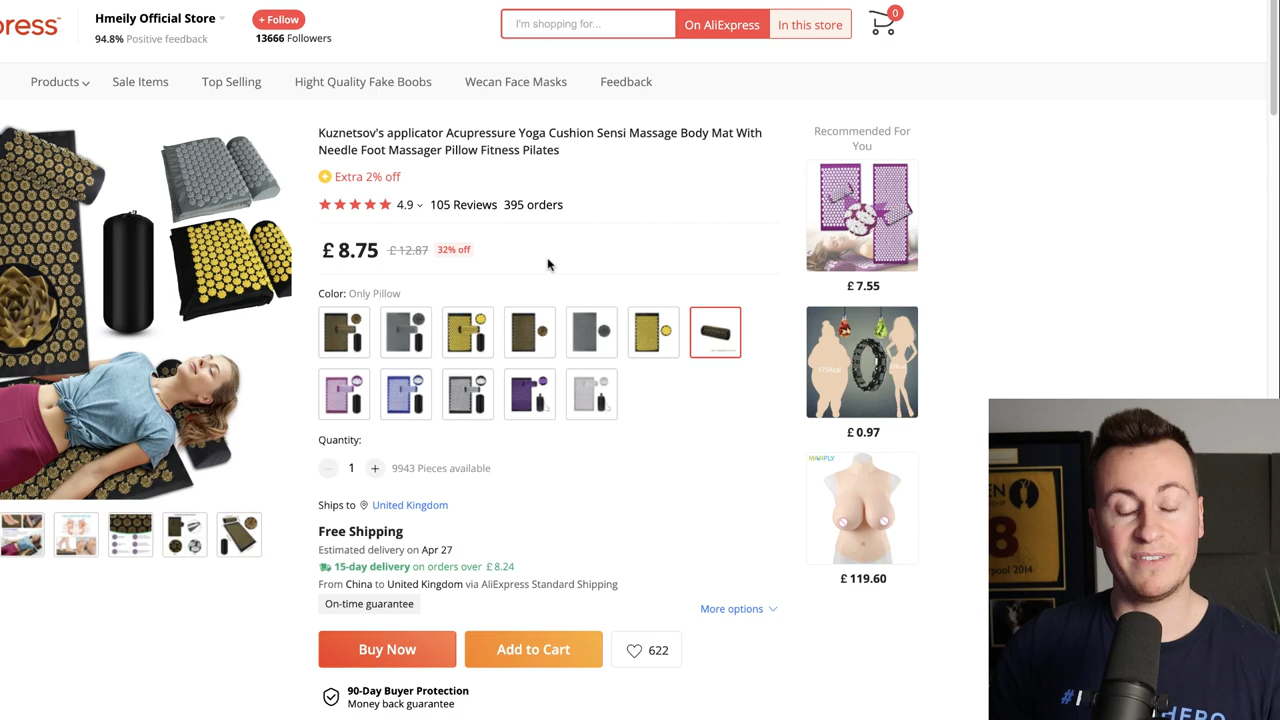 press™
Hmeily Official Store
94.8% Positive feedback
+ Follow
13666 Followers
I'm shopping for...
On AliExpress
In this store
0
Products
Sale Items
Top Selling
Hight Quality Fake Boobs
Wecan Face Masks
Feedback
Kuznetsov's applicator Acupressure Yoga Cushion Sensi Massage Body Mat With
Needle Foot Massager Pillow Fitness Pilates
Extra 2% off
4.9
105 Reviews
395 orders
£ 8.75
£ 12.87
32% off
Color: Only Pillow
Quantity:
1
+
9943 Pieces available
Ships to
United Kingdom
Free Shipping
Estimated delivery on Apr 27
15-day delivery on orders over £ 8.24
From China to United Kingdom via AliExpress Standard Shipping
On-time guarantee
More options
Buy Now
Add to Cart
622
90-Day Buyer Protection
Money back guarantee
Recommended For
You
£ 7.55
£ 0.97
£ 119.60
EN
8
pool 2014
HERO